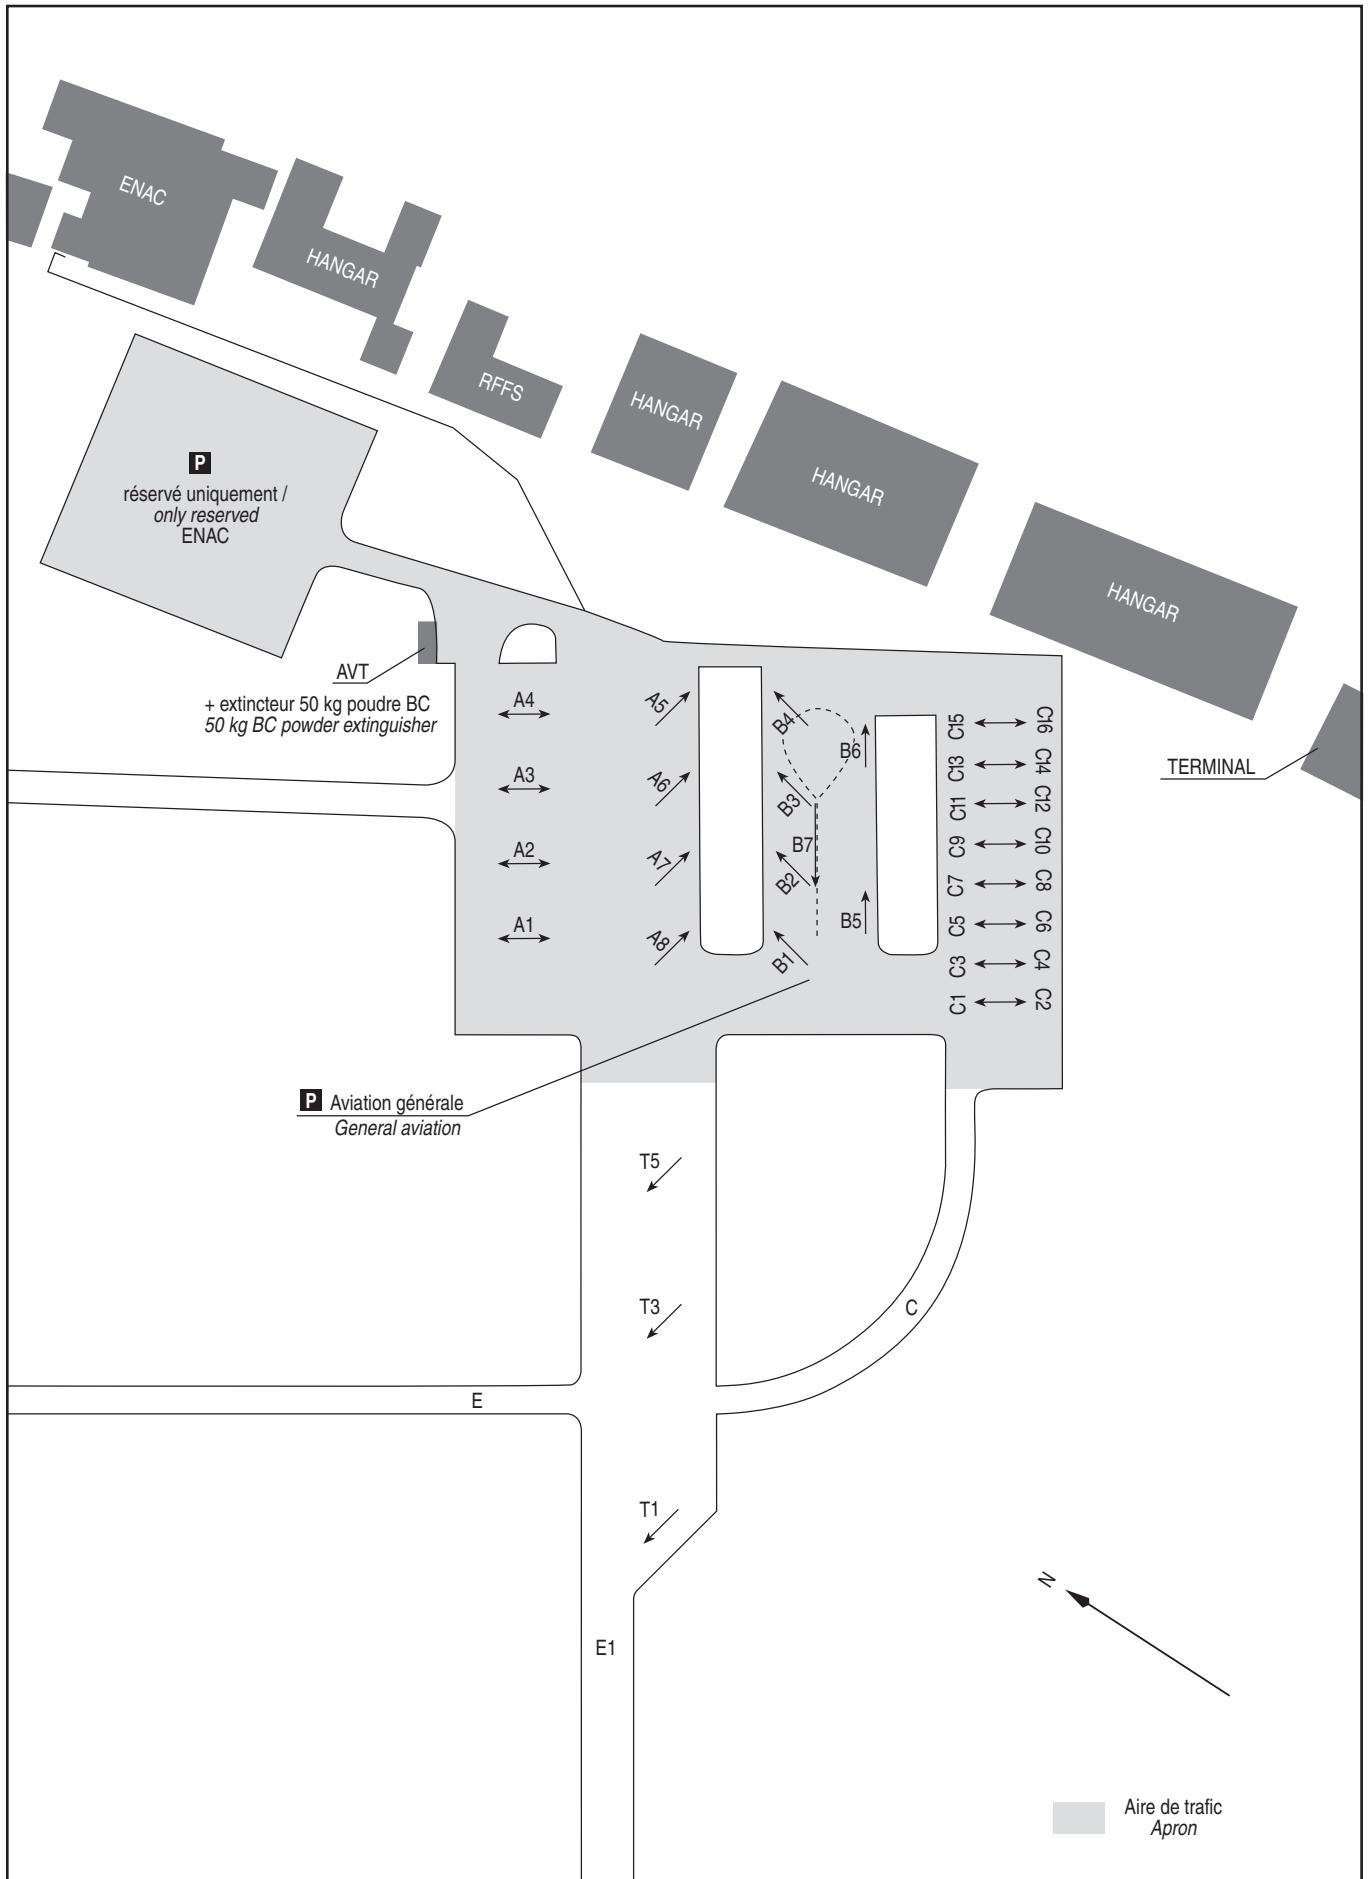 ENAC
HANGAR
RFFS
HANGAR
HANGAR
HANGAR
P
réservé uniquement /
only reserved
ENAC
AVT
+ extincteur 50 kg poudre BC
50 kg BC powder extinguisher
TERMINAL
A4
A3
A2
A1
A5
A6
A7
A8
B4
B3
B2
B1
B7
B6
B5
C15
C16
C13
C14
C11
C12
C9
C10
C7
C8
C5
C6
C3
C4
C1
C2
P Aviation générale
General aviation
T5
T3
C
E
T1
E1
N
Aire de trafic
Apron